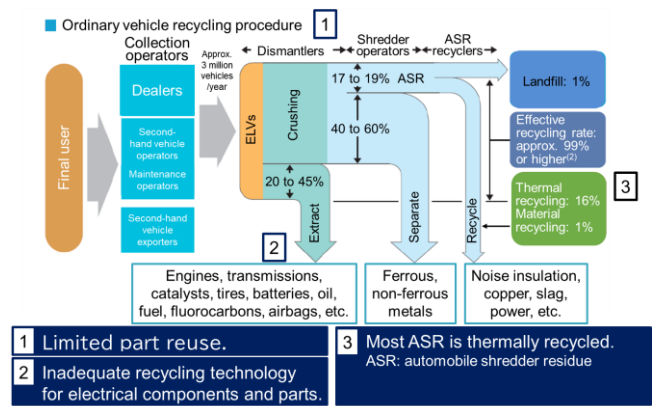 Ordinary vehicle recycling procedure
1
Collection
operators
Approx.
3 million
vehicles
/year
Dismantlers
Shredder
operators
ASR
recyclers
Final user
Dealers
Second-
hand vehicle
operators
Maintenance
operators
Second-hand
vehicle
exporters
ELVs
Crushing
17 to 19% ASR
40 to 60%
20 to 45%
Extract
Separate
Recycle
Landfill: 1%
Effective
recycling rate:
approx. 99%
or higher(2)
Thermal
recycling: 16%
Material
recycling: 1%
3
2
Engines, transmissions,
catalysts, tires, batteries, oil,
fuel, fluorocarbons, airbags, etc.
Ferrous,
non-ferrous
metals
Noise insulation,
copper, slag,
power, etc.
1 Limited part reuse.
2 Inadequate recycling technology
for electrical components and parts.
3 Most ASR is thermally recycled.
ASR: automobile shredder residue